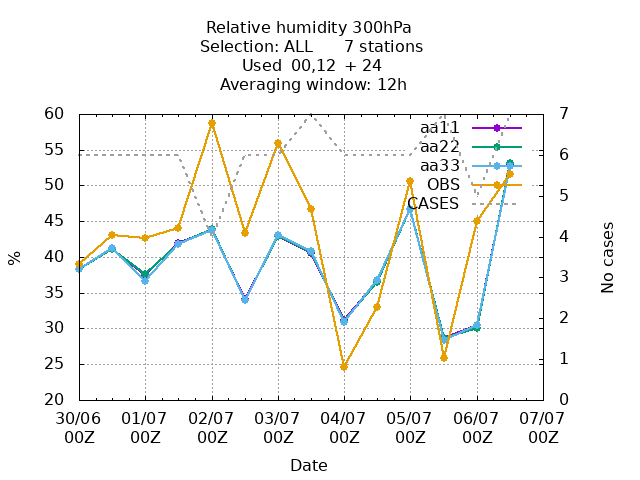 Relative humidity 300hPa
Selection: ALL 7 stations
Used 00,12 + 24
Averaging window: 12h
60
55
50
45
40
35
30
25
20
%
7
6
5
4
3
2
1
0
No cases
aa11
aa22
aa33
OBS
CASES
30/06 01/07 02/07 03/07 04/07 05/07 06/07 07/07
00Z 00Z 00Z 00Z 00Z 00Z 00Z 00Z
Date